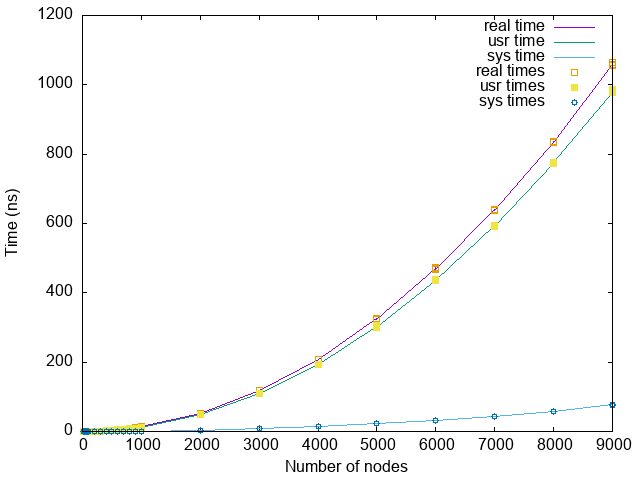 1200
1000
800
600
400
200
0
Time (ns)
real time
usr time
sys time
real times
usr times
sys times
0 1000 2000 3000 4000 5000 6000 7000 8000 9000
Number of nodes